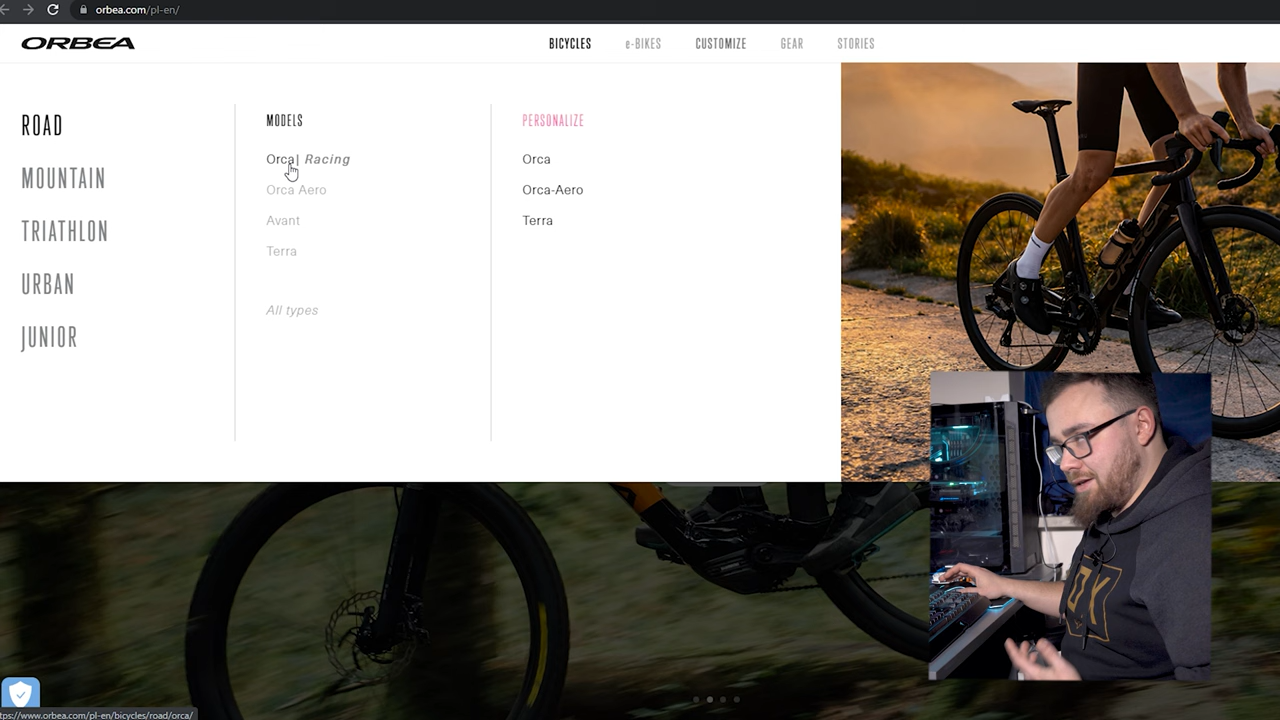 orbea.com/pl-en/
ORBEA
BICYCLES
e-BIKES
CUSTOMIZE
GEAR
STORIES
ROAD
MOUNTAIN
TRIATHLON
URBAN
JUNIOR
MODELS
Orca| Racing
Orca Aero
Avant
Terra
All types
PERSONALIZE
Orca
Orca-Aero
Terra
tps://www.orbea.com/pl-en/bicycles/road/orca/